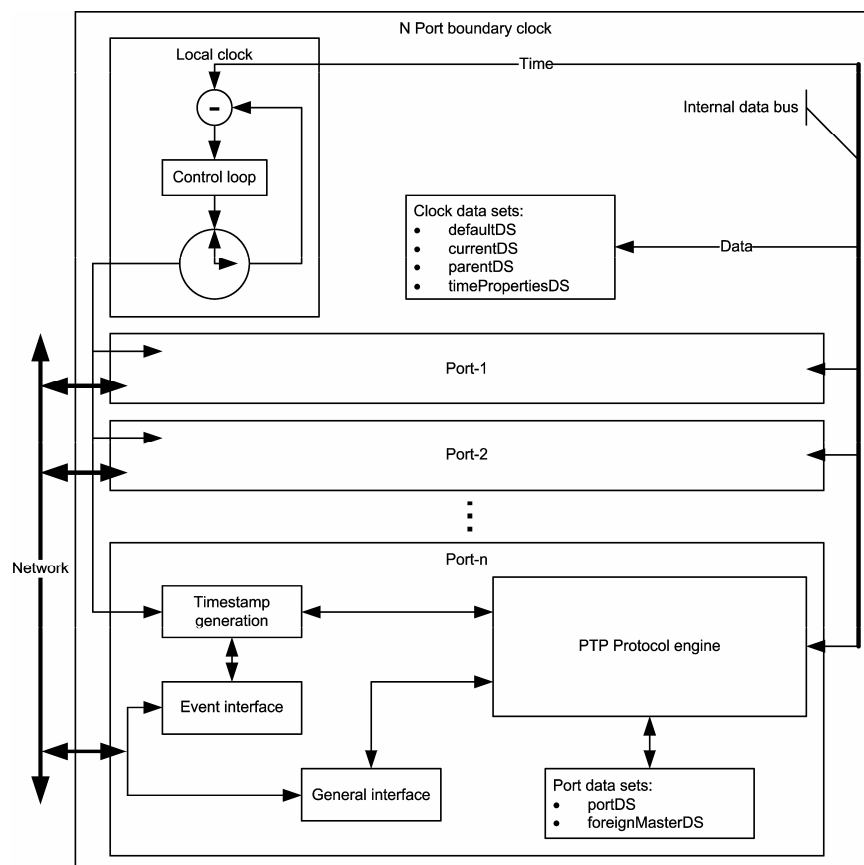 N Port boundary clock
Local clock
Time
-
Internal data bus
Control loop
Clock data sets:
• defaultDS
• currentDS
• parentDS
• timePropertiesDS
Data
Port-1
Port-2
Port-n
Network
Timestamp
generation
PTP Protocol engine
Event interface
General interface
Port data sets:
• portDS
• foreignMasterDS